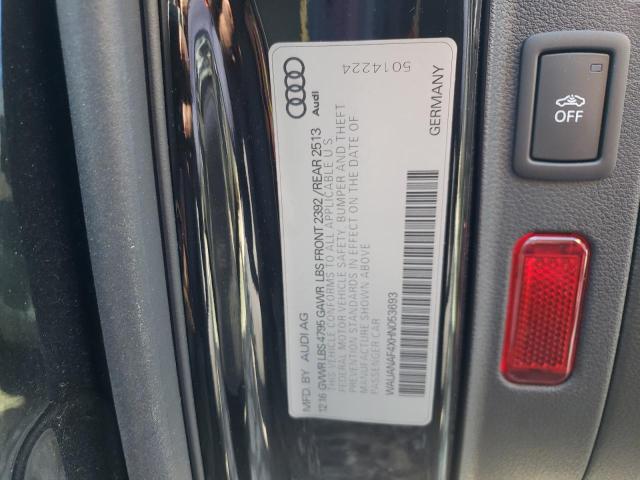 MFD. BY AUDI AG
12.16 GVWR LBS 4795 GAWR LBS FRONT 2392 / REAR 2513
THIS VEHICLE CONFORMS TO ALL APPLICABLE U S
FEDERAL MOTOR VEHICLE SAFETY, BUMPER AND THEFT
PREVENTION STANDARDS IN EFFECT ON THE DATE OF
MANUFACTURE SHOWN ABOVE
PASSENGER CAR
WAUANAF4XHN053693
GERMANY
Audi
5014224
OFF